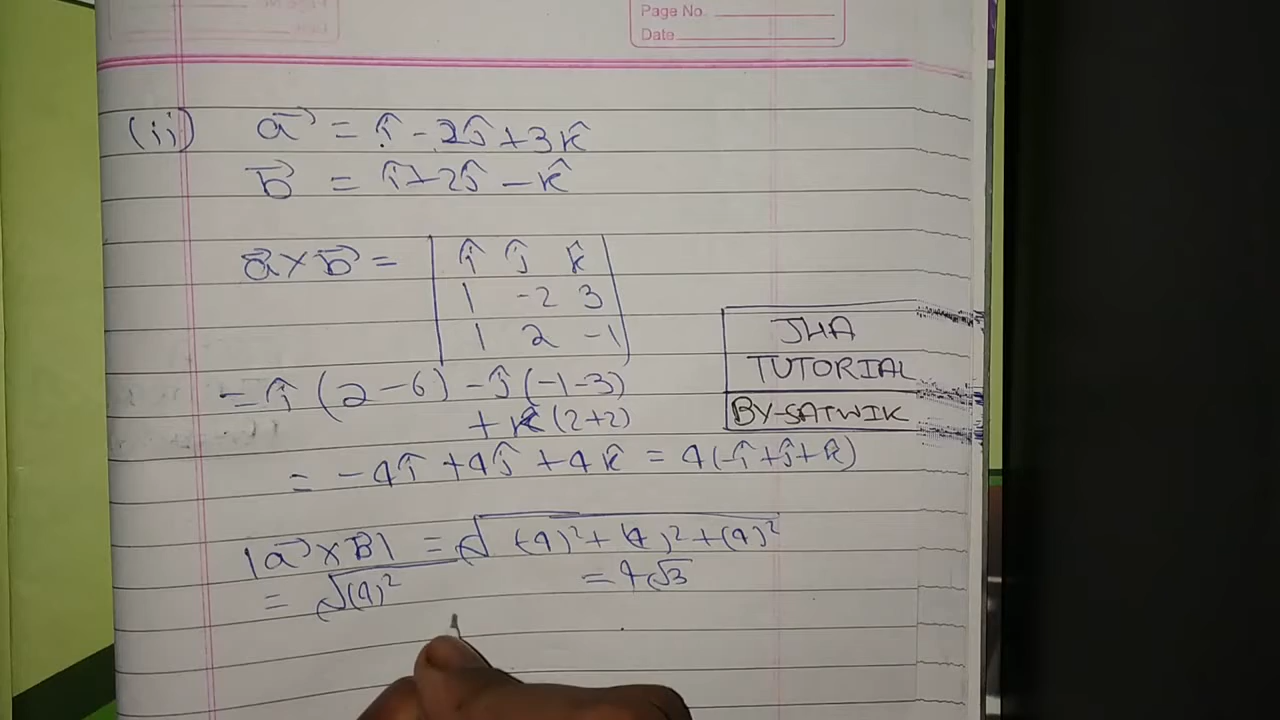 Page No.
Date
(ii) a⃗ = î - 2ĵ + 3k̂
b⃗ = î + 2ĵ - k̂
a⃗ × b⃗ = | î ĵ k̂
1 -2 3
1 2 -1 |
= î (2 - 6) - ĵ (-1 - 3)
+ k̂ (2+2)
= -4î + 4ĵ + 4k̂ = 4(-î + ĵ + k̂)
|a⃗ × b⃗| = √(-4)² + (4)² + (4)²
= √(4)² = 4√3
JHA
TUTORIAL
BY-SATWIK